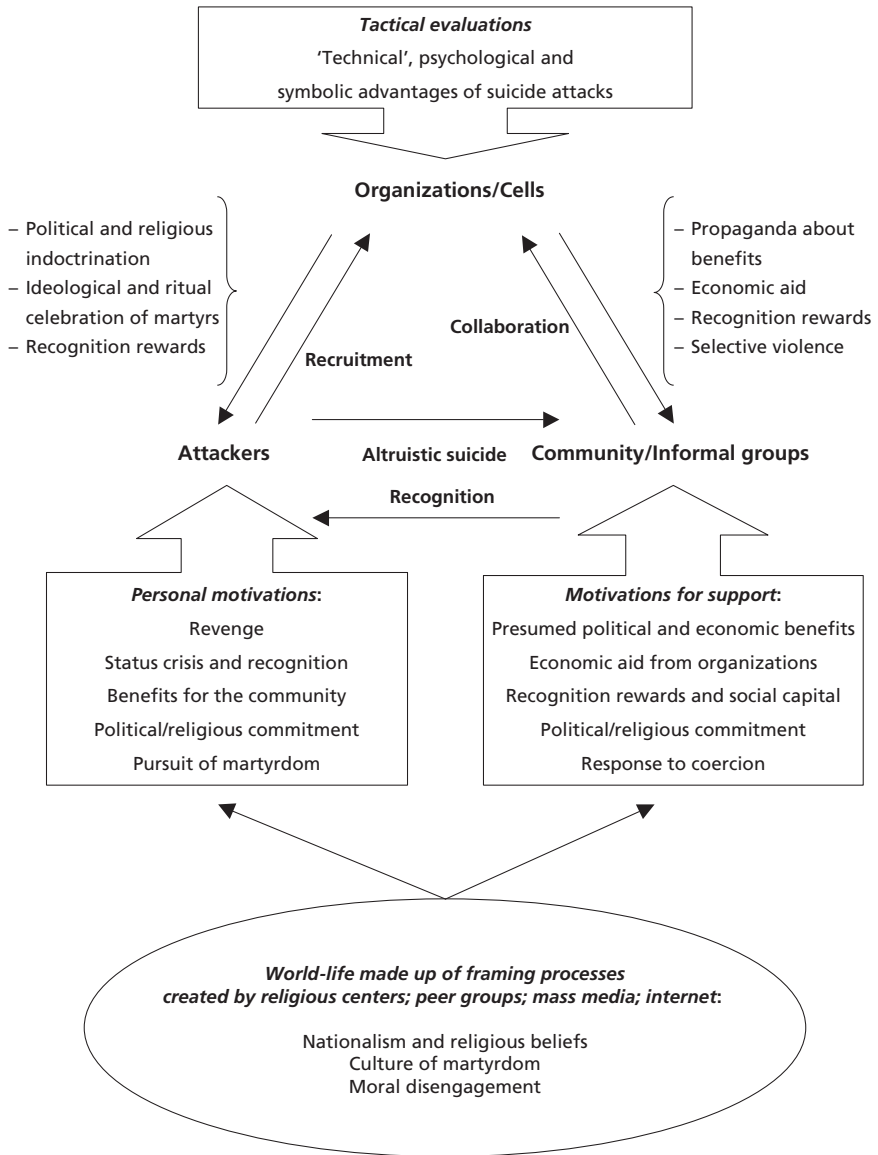 Tactical evaluations
'Technical', psychological and
symbolic advantages of suicide attacks
Organizations/Cells
– Political and religious
indoctrination
– Ideological and ritual
celebration of martyrs
– Recognition rewards
– Propaganda about
benefits
– Economic aid
– Recognition rewards
– Selective violence
Collaboration
Recruitment
Attackers
Altruistic suicide
Community/Informal groups
Recognition
Personal motivations:
Revenge
Status crisis and recognition
Benefits for the community
Political/religious commitment
Pursuit of martyrdom
Motivations for support:
Presumed political and economic benefits
Economic aid from organizations
Recognition rewards and social capital
Political/religious commitment
Response to coercion
World-life made up of framing processes
created by religious centers; peer groups; mass media; internet:
Nationalism and religious beliefs
Culture of martyrdom
Moral disengagement